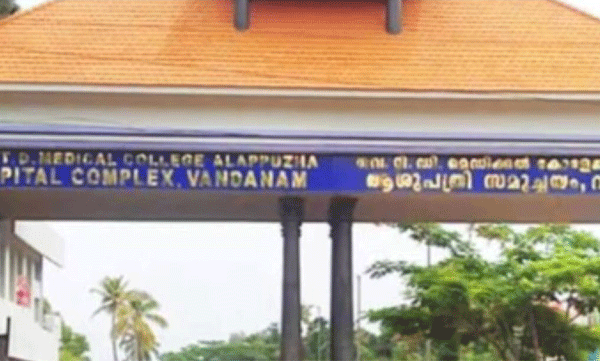 T. D. MEDICAL COLLEGE ALAPPUZHA
PITAL COMPLEX, VANDANAM
ടി. ഡി. മെഡിക്കൽ കോളേജ
ആശുപത്രി സമുച്ചയം,